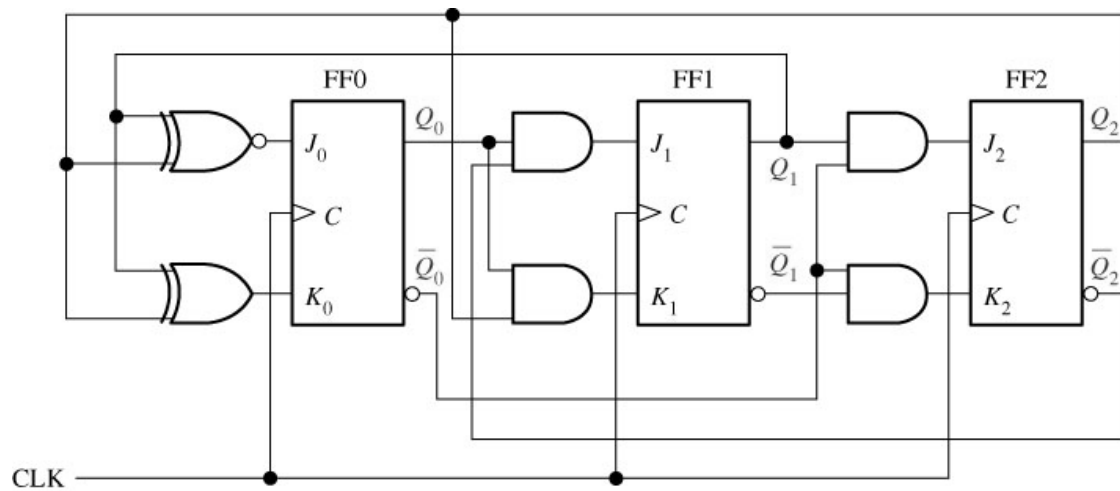 FF0
FF1
FF2
J₀
Q₀
J₁
Q₁
J₂
Q₂
C
C
C
K₀
Q̅₀
K₁
Q̅₁
K₂
Q̅₂
CLK